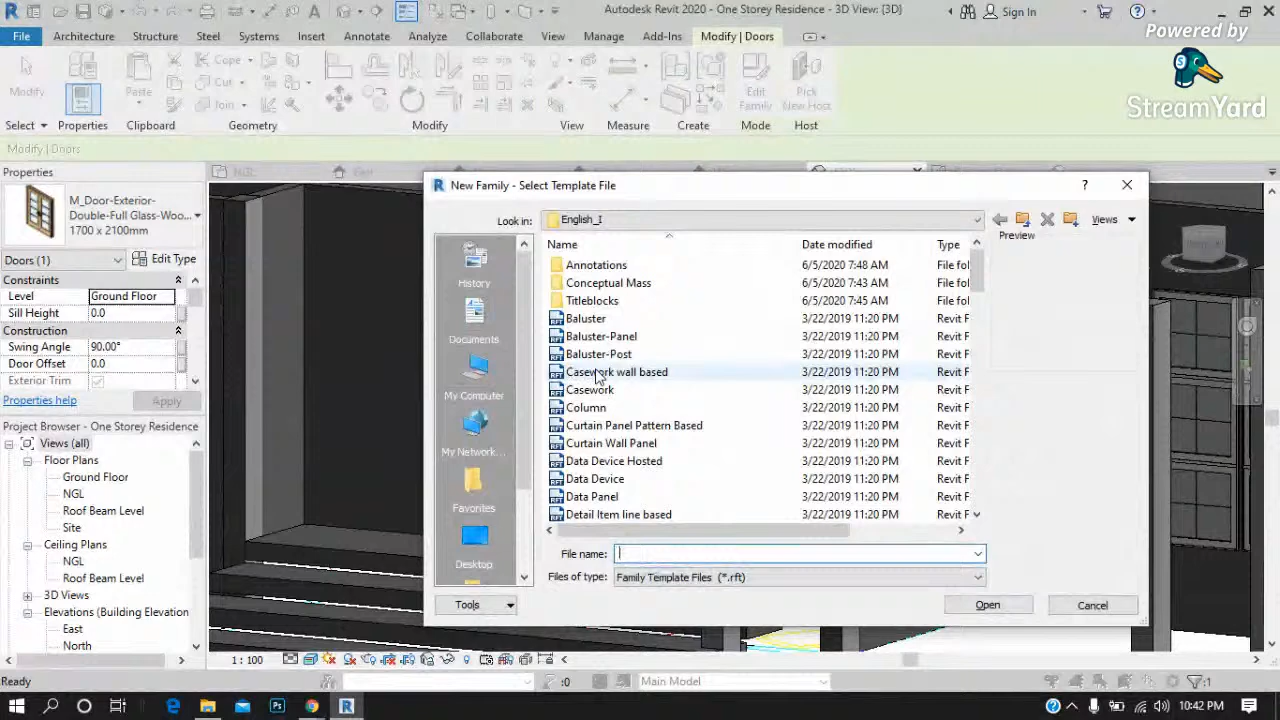 Autodesk Revit 2020 - One Storey Residence - 3D View: {3D}
Sign In
File Architecture Structure Steel Systems Insert Annotate Analyze Collaborate View Manage Add-Ins Modify | Doors
Powered by
StreamYard
Modify
Paste
Cope
Cut
Join
Edit
Family
Pick
New Host
Select Properties Clipboard Geometry Modify View Measure Create Mode Host
Modify | Doors
Properties
M_Door-Exterior-
Double-Full Glass-Woo...
1700 x 2100mm
Doors (1) Edit Type
Constraints
Level Ground Floor
Sill Height 0.0
Construction
Swing Angle 90.00°
Door Offset 0.0
Exterior Trim
Properties help Apply
Project Browser - One Storey Residence
Views (all)
Floor Plans
Ground Floor
NGL
Roof Beam Level
Site
Ceiling Plans
NGL
Roof Beam Level
3D Views
Elevations (Building Elevation
East
North
New Family - Select Template File
Look in: English_I
Views
Preview
History
Documents
My Computer
My Network...
Favorites
Desktop
Name Date modified Type
Annotations 6/5/2020 7:48 AM File fol
Conceptual Mass 6/5/2020 7:43 AM File fol
Titleblocks 6/5/2020 7:45 AM File fol
Baluster 3/22/2019 11:20 PM Revit F
Baluster-Panel 3/22/2019 11:20 PM Revit F
Baluster-Post 3/22/2019 11:20 PM Revit F
Casework wall based 3/22/2019 11:20 PM Revit F
Casework 3/22/2019 11:20 PM Revit F
Column 3/22/2019 11:20 PM Revit F
Curtain Panel Pattern Based 3/22/2019 11:20 PM Revit F
Curtain Wall Panel 3/22/2019 11:20 PM Revit F
Data Device Hosted 3/22/2019 11:20 PM Revit F
Data Device 3/22/2019 11:20 PM Revit F
Data Panel 3/22/2019 11:20 PM Revit F
Detail Item line based 3/22/2019 11:20 PM Revit F
File name:
Files of type: Family Template Files (*.rft)
Tools Open Cancel
1 : 100
Ready :0 Main Model :1
10:42 PM